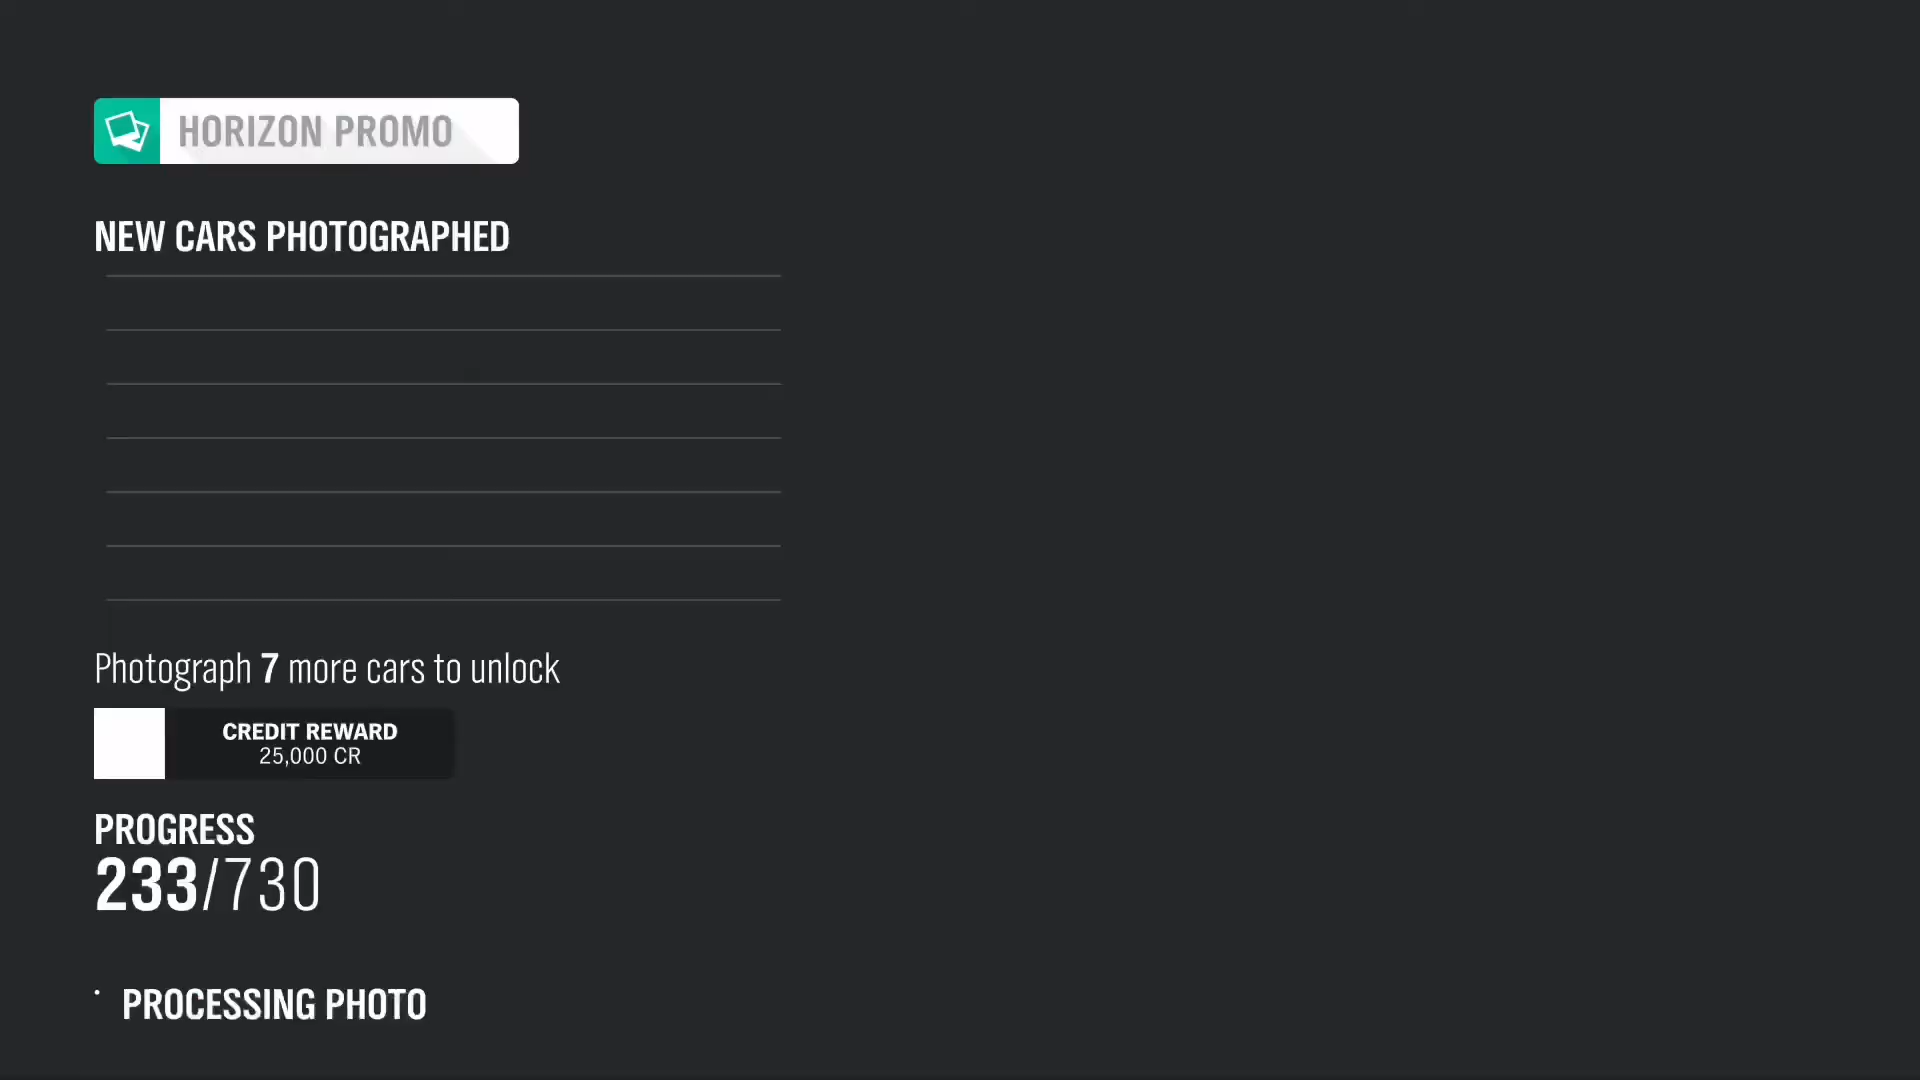 HORIZON PROMO
NEW CARS PHOTOGRAPHED
Photograph 7 more cars to unlock
CREDIT REWARD
25,000 CR
PROGRESS
233/730
PROCESSING PHOTO